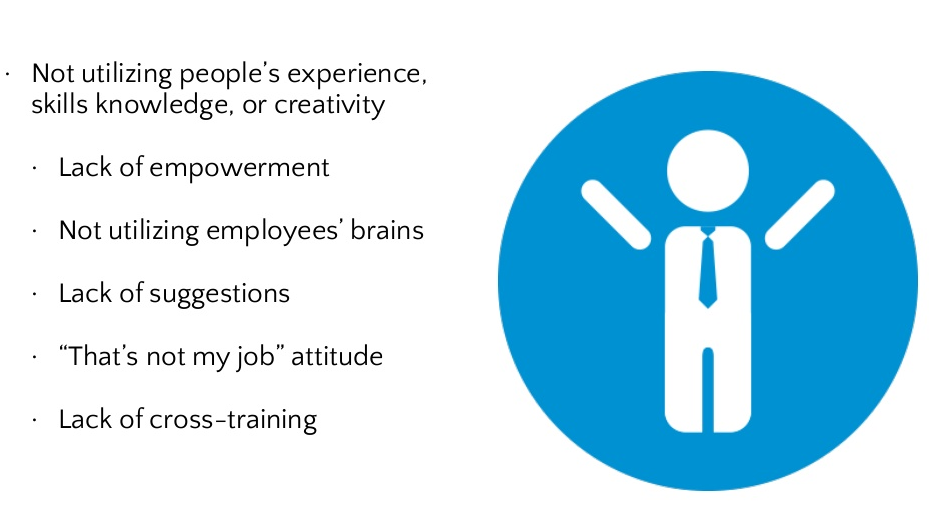 · Not utilizing people’s experience,
skills knowledge, or creativity
· Lack of empowerment
· Not utilizing employees’ brains
· Lack of suggestions
· “That’s not my job” attitude
· Lack of cross-training